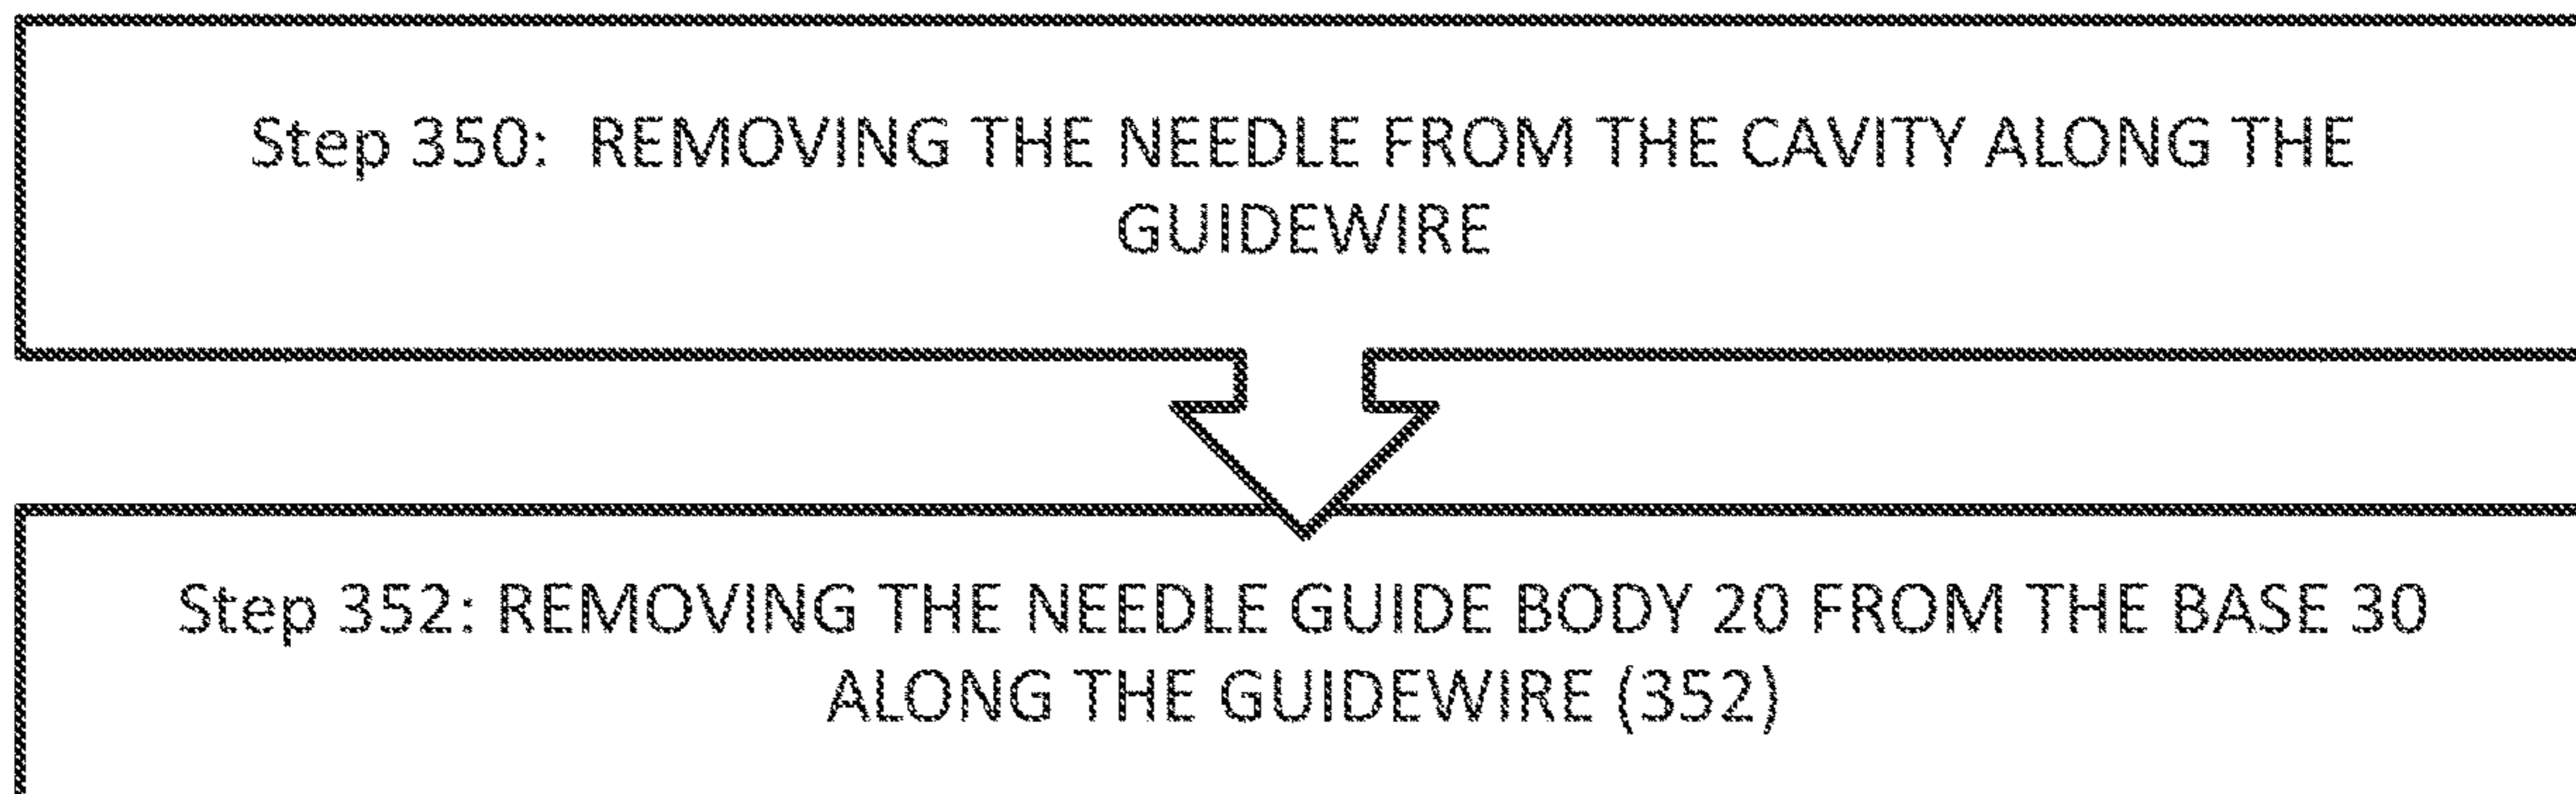 Step 350: REMOVING THE NEEDLE FROM THE CAVITY ALONG THE
GUIDEWIRE
Step 352: REMOVING THE NEEDLE GUIDE BODY 20 FROM THE BASE 30
ALONG THE GUIDEWIRE (352)